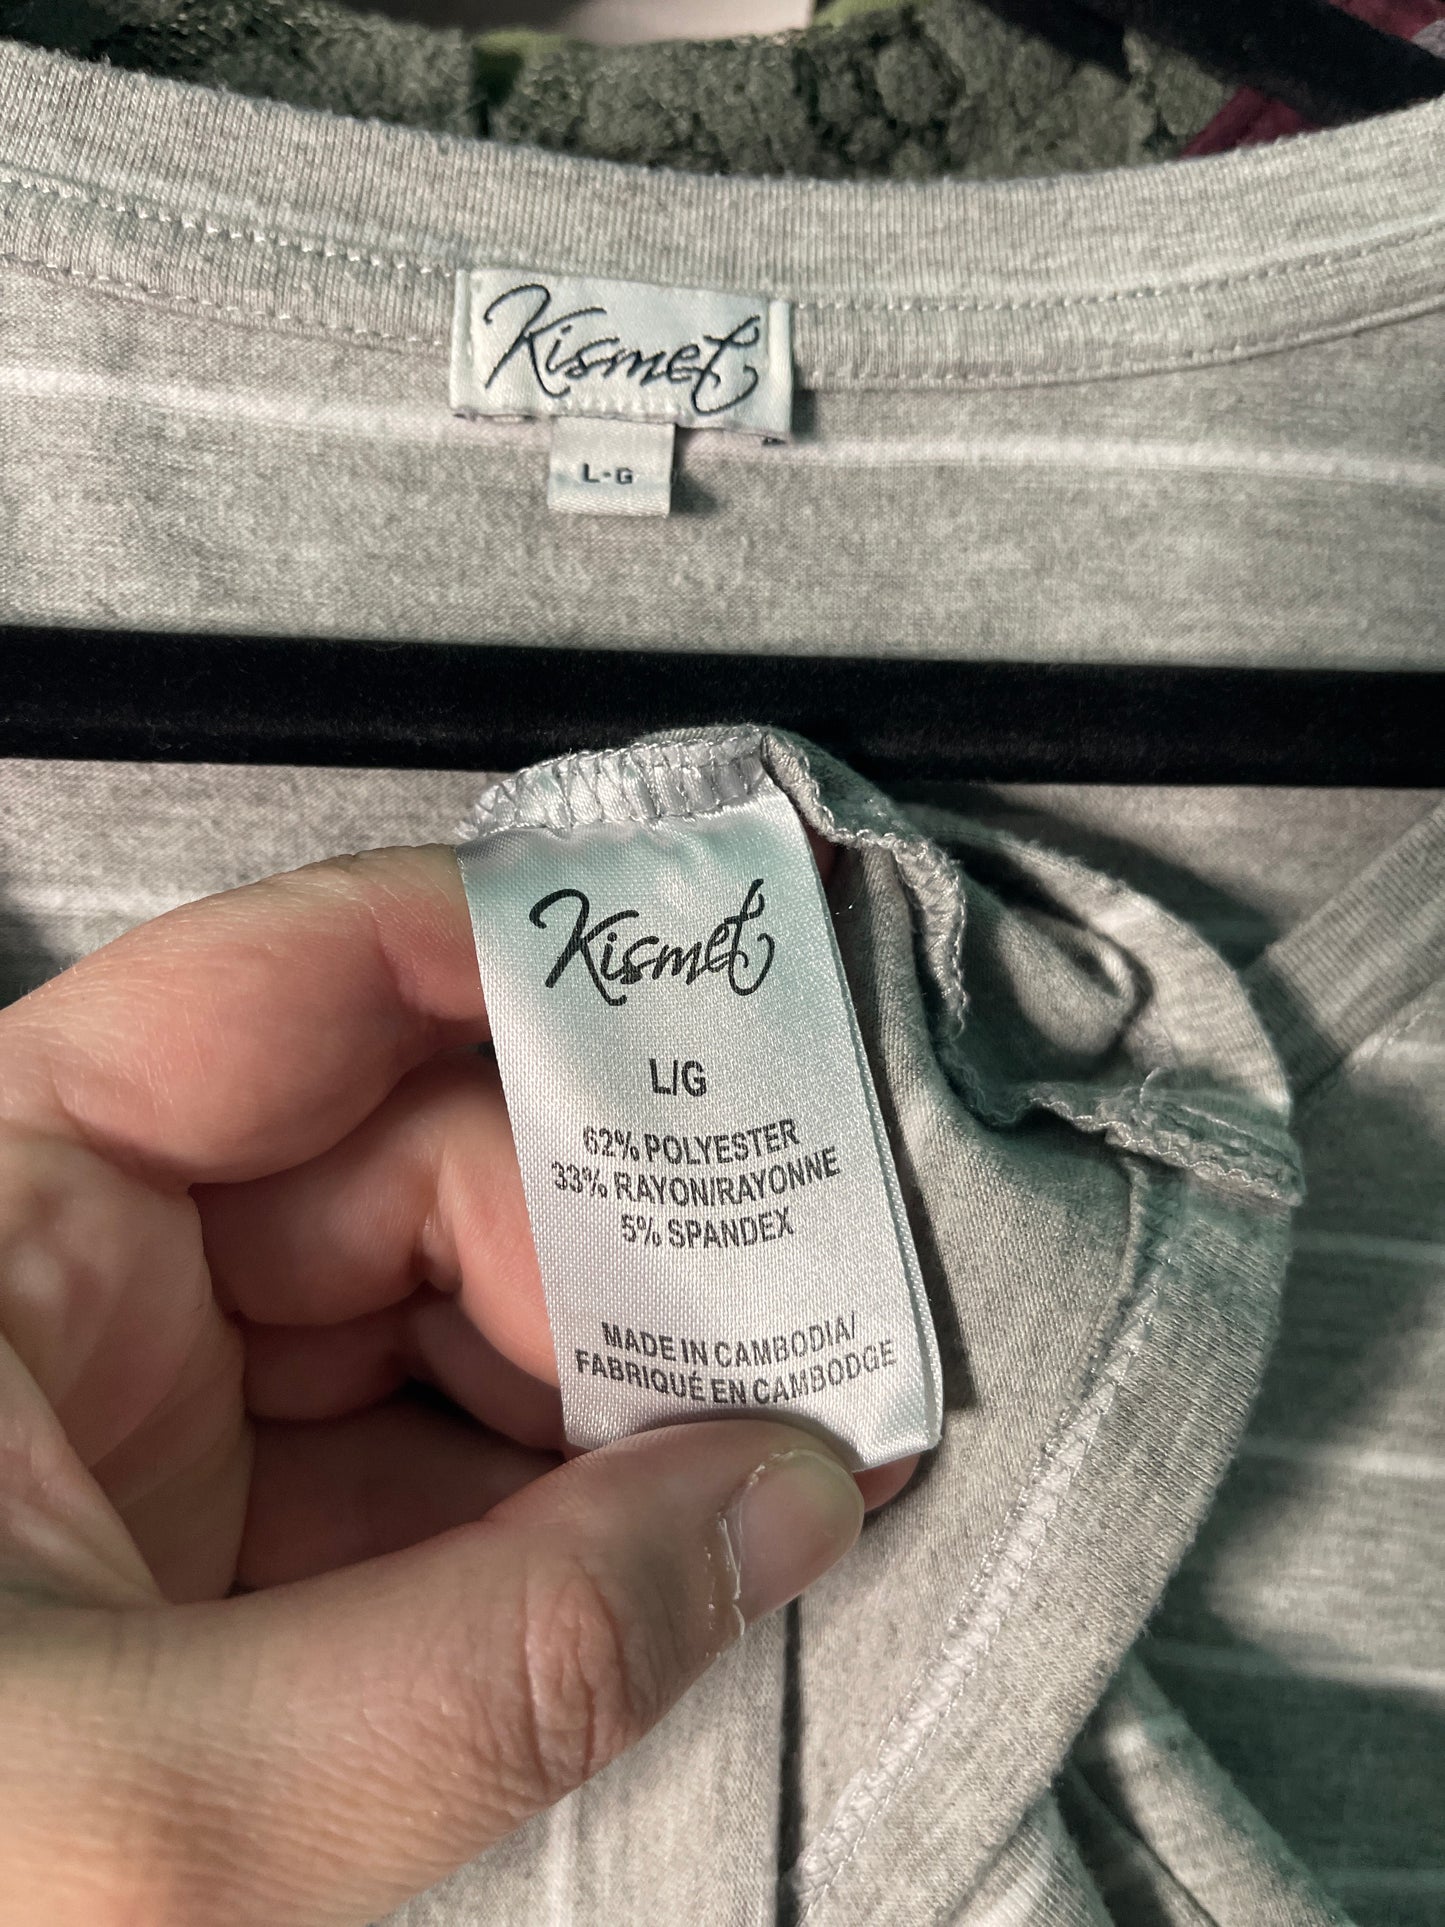 Kismet
L-G
Kismet
L/G
62% POLYESTER
33% RAYON/RAYONNE
5% SPANDEX
MADE IN CAMBODIA/
FABRIQUÉ EN CAMBODGE